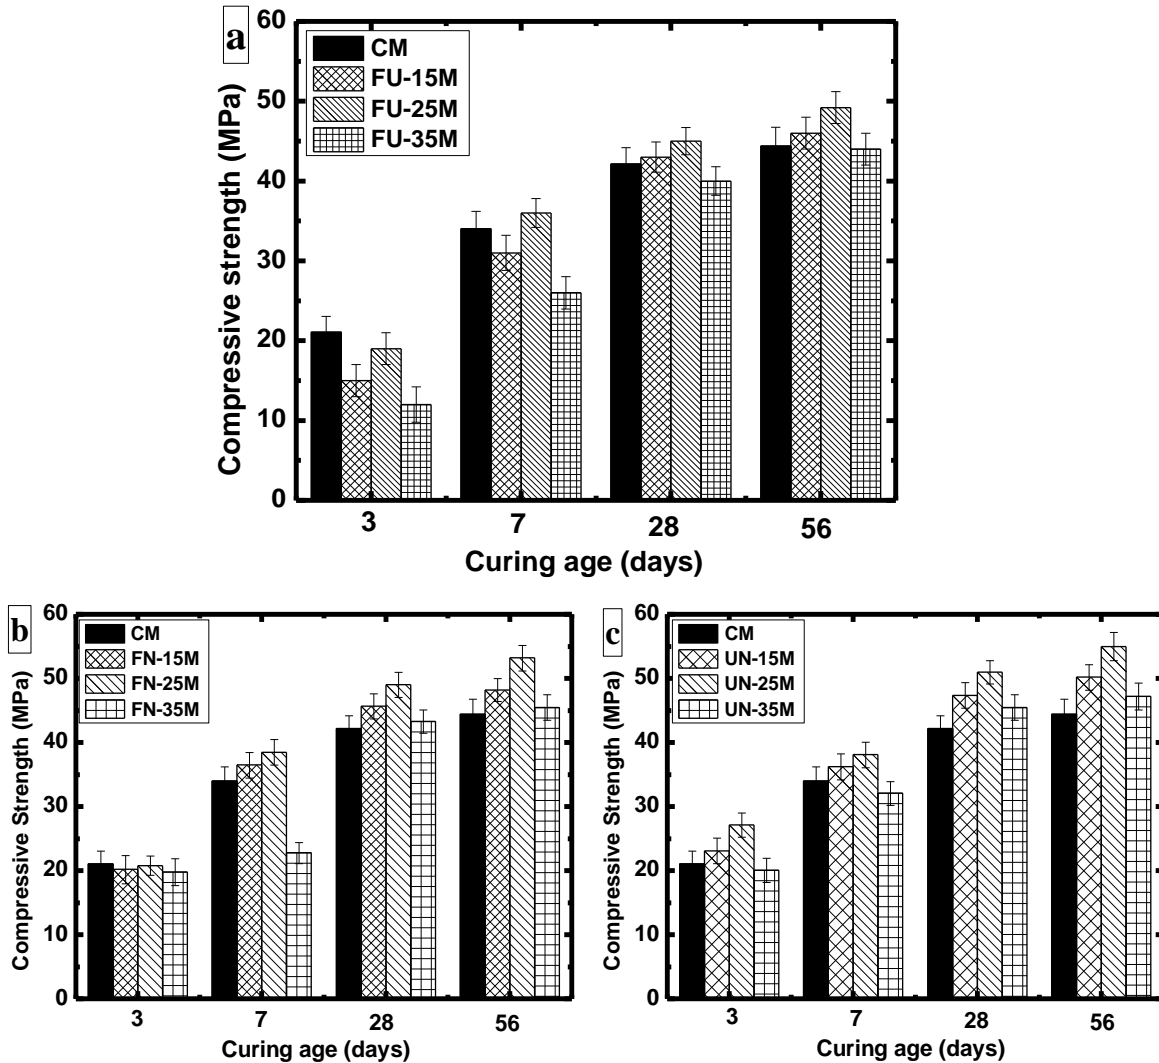 a
CM
FU-15M
FU-25M
FU-35M
60
50
40
30
20
10
0
Compressive strength (MPa)
3 7 28 56
Curing age (days)
b
CM
FN-15M
FN-25M
FN-35M
60
50
40
30
20
10
0
Compressive Strength (MPa)
3 7 28 56
Curing age (days)
c
CM
UN-15M
UN-25M
UN-35M
60
50
40
30
20
10
0
Compressive Strength (MPa)
3 7 28 56
Curing age (days)